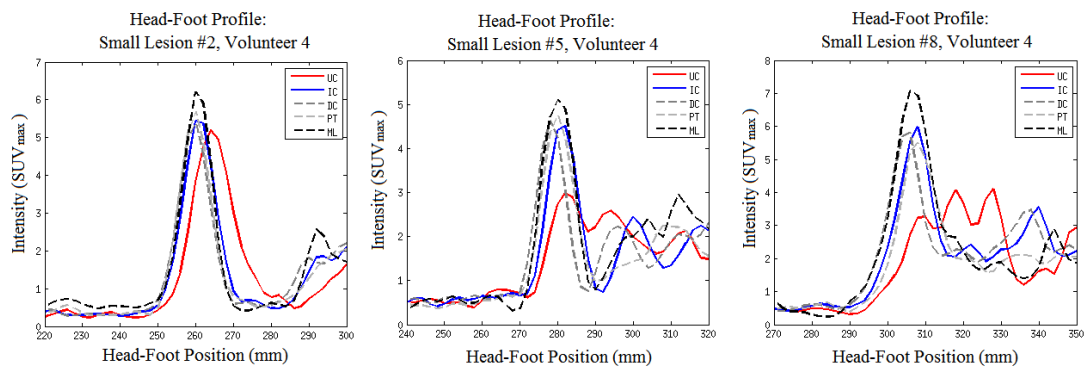 Head-Foot Profile:
Small Lesion #2, Volunteer 4
7
6
5
4
3
2
1
0
Intensity (SUVmax)
UC
IC
DC
PT
ML
220 230 240 250 260 270 280 290 300
Head-Foot Position (mm)
Head-Foot Profile:
Small Lesion #5, Volunteer 4
6
5
4
3
2
1
0
Intensity (SUVmax)
UC
IC
DC
PT
ML
240 250 260 270 280 290 300 310 320
Head-Foot Position (mm)
Head-Foot Profile:
Small Lesion #8, Volunteer 4
8
7
6
5
4
3
2
1
0
Intensity (SUVmax)
UC
IC
DC
PT
ML
270 280 290 300 310 320 330 340 350
Head-Foot Position (mm)